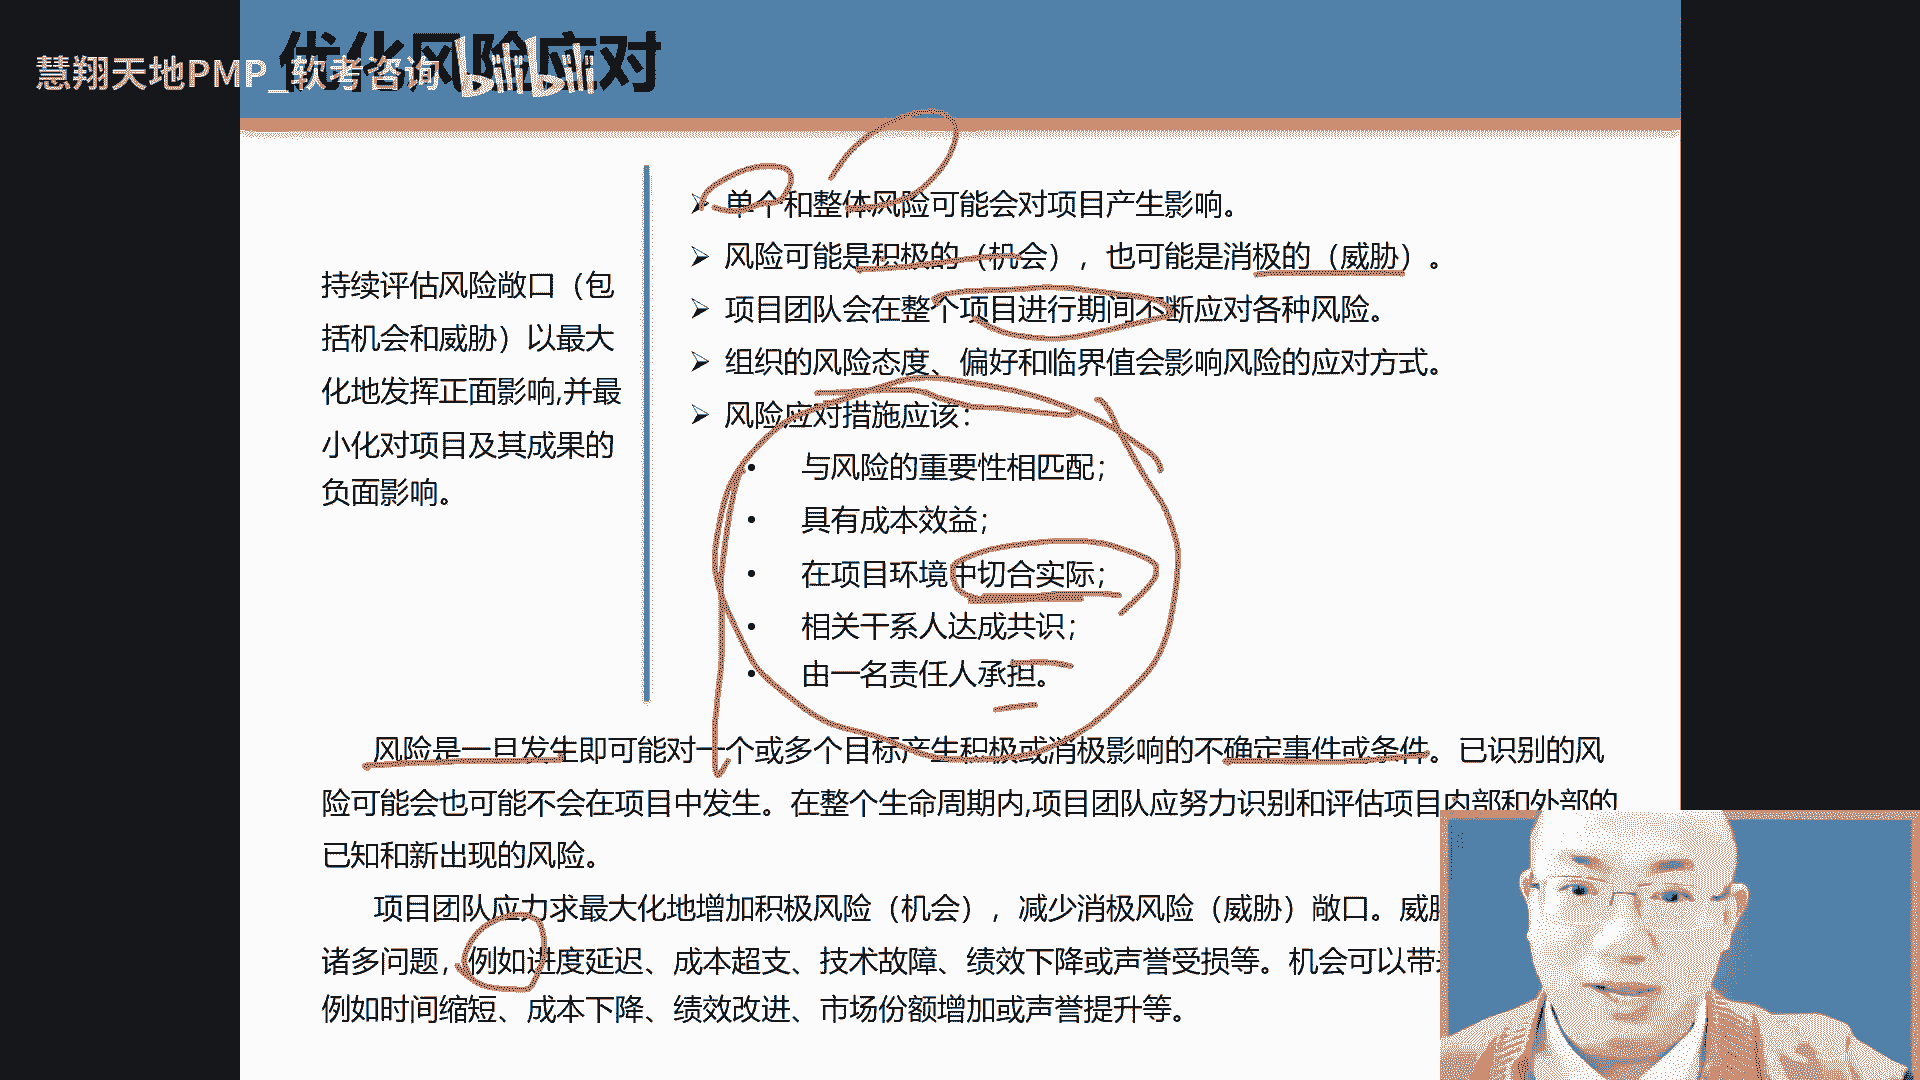 优化风险应对
慧翔天地PMP_软考咨询 bilibili
持续评估风险敞口（包
括机会和威胁）以最大
化地发挥正面影响,并最
小化对项目及其成果的
负面影响。
➢ 单个和整体风险可能会对项目产生影响。
➢ 风险可能是积极的（机会），也可能是消极的（威胁）。
➢ 项目团队会在整个项目进行期间不断应对各种风险。
➢ 组织的风险态度、偏好和临界值会影响风险的应对方式。
➢ 风险应对措施应该：
• 与风险的重要性相匹配；
• 具有成本效益；
• 在项目环境中切合实际；
• 相关干系人达成共识；
• 由一名责任人承担。
风险是一旦发生即可能对一个或多个目标产生积极或消极影响的不确定事件或条件。已识别的风
险可能会也可能不会在项目中发生。在整个生命周期内,项目团队应努力识别和评估项目内部和外部的
已知和新出现的风险。
项目团队应力求最大化地增加积极风险（机会），减少消极风险（威胁）敞口。威胁
诸多问题，例如进度延迟、成本超支、技术故障、绩效下降或声誉受损等。机会可以带来
例如时间缩短、成本下降、绩效改进、市场份额增加或声誉提升等。